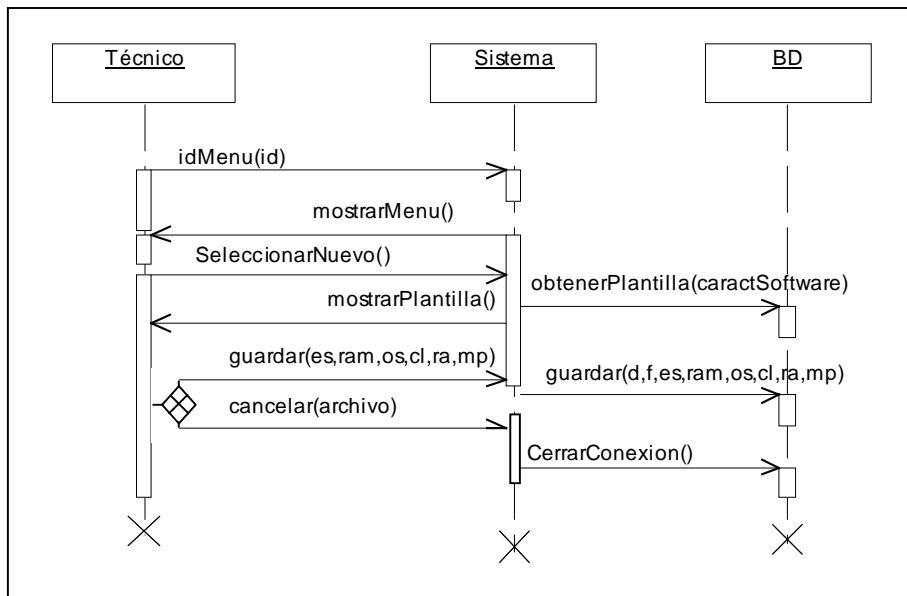 Técnico
Sistema
BD
idMenu(id)
mostrarMenu()
SeleccionarNuevo()
obtenerPlantilla(caractSoftware)
mostrarPlantilla()
guardar(es,ram,os,cl,ra,mp)
guardar(d,f,es,ram,os,cl,ra,mp)
cancelar(archivo)
CerrarConexion()